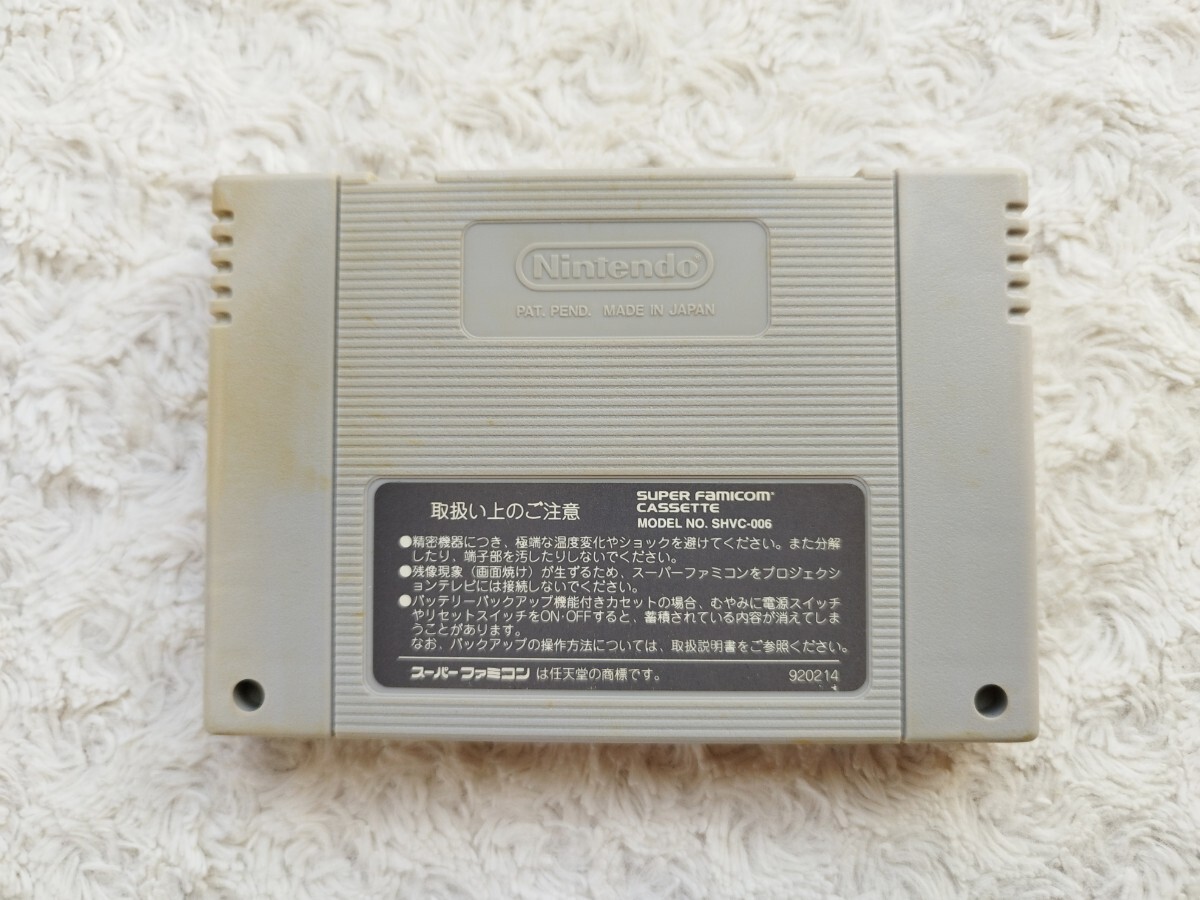 Nintendo
PAT. PEND. MADE IN JAPAN
取扱い上のご注意
SUPER FAMICOM
CASSETTE
MODEL NO. SHVC-006
●精密機器につき、極端な温度変化やショックを避けてください。また分解
したり、端子部を汚したりしないでください。
●残像現象（画面焼け）が生ずるため、スーパーファミコンをプロジェクシ
ョンテレビには接続しないでください。
●バッテリーバックアップ機能付きカセットの場合、むやみに電源スイッチ
やリセットスイッチをON·OFFすると、蓄積されている内容が消えてしま
うことがあります。
なお、バックアップの操作方法については、取扱説明書をご参照ください。
スーパーファミコン は任天堂の商標です。
920214